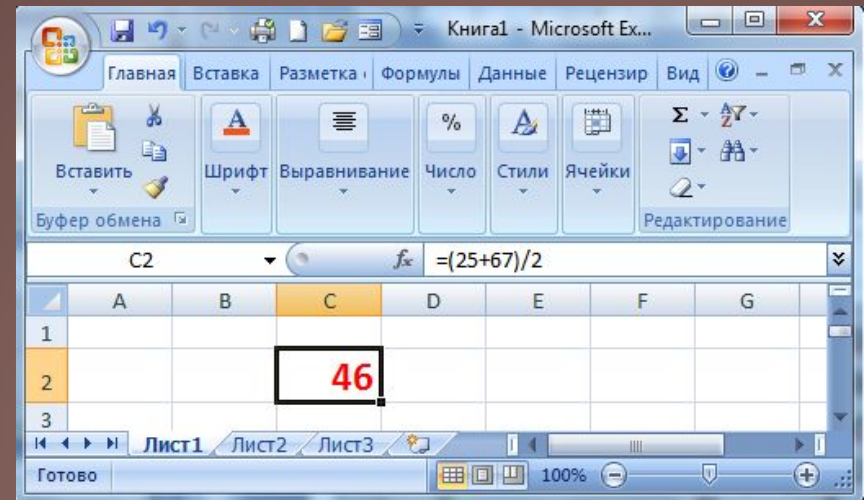 Книга1 - Microsoft Ex...
Главная Вставка Разметка Формулы Данные Рецензир Вид
Вставить Шрифт Выравнивание Число Стили Ячейки
Буфер обмена Редактирование
C2 fx =(25+67)/2
A B C D E F G
1
2 46
3
Лист1 Лист2 Лист3
Готово 100%